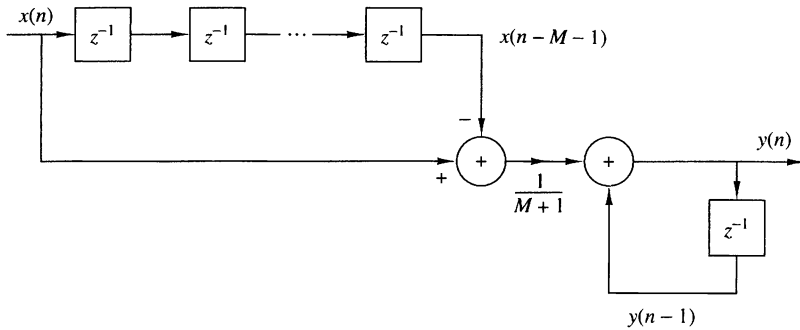 x(n)
z⁻¹
z⁻¹
...
z⁻¹
x(n − M − 1)
−
+
+
1
M + 1
+
y(n)
z⁻¹
y(n − 1)